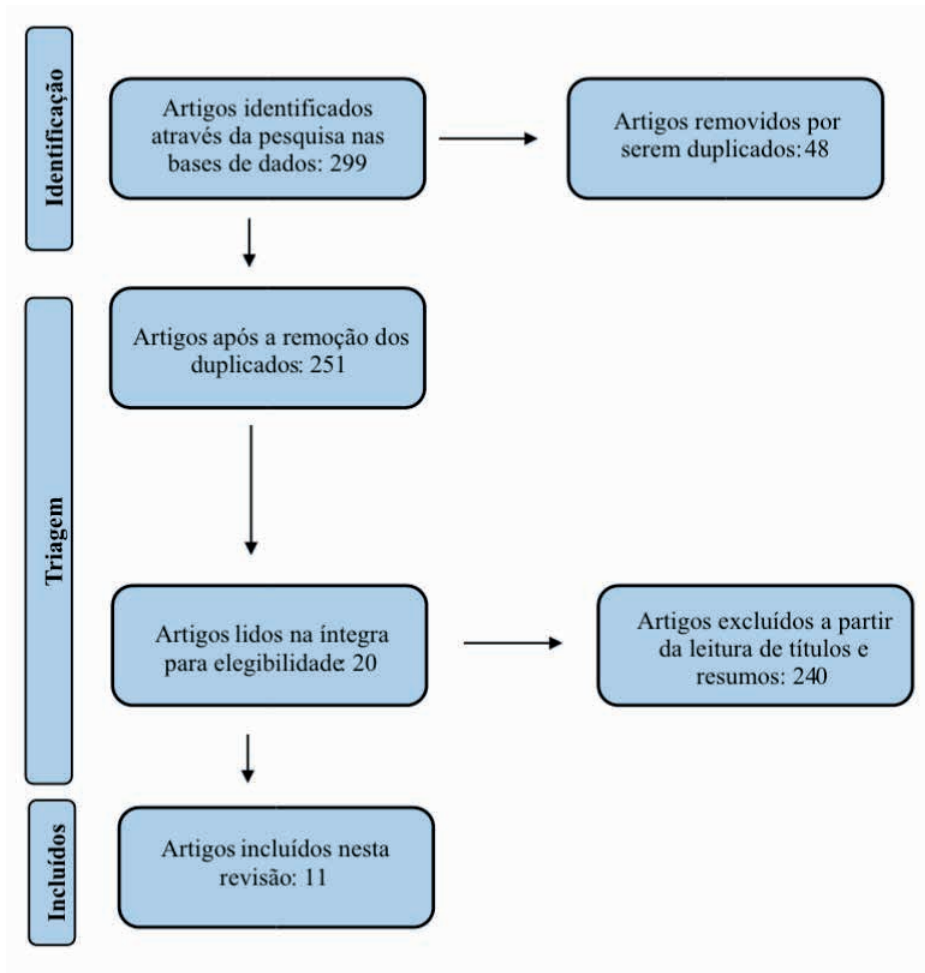 Identificação
Artigos identificados
através da pesquisa nas
bases de dados: 299
Artigos removidos por
serem duplicados: 48
Triagem
Artigos após a remoção dos
duplicados: 251
Artigos lidos na íntegra
para elegibilidade: 20
Artigos excluídos a partir
da leitura de títulos e
resumos: 240
Incluídos
Artigos incluídos nesta
revisão: 11